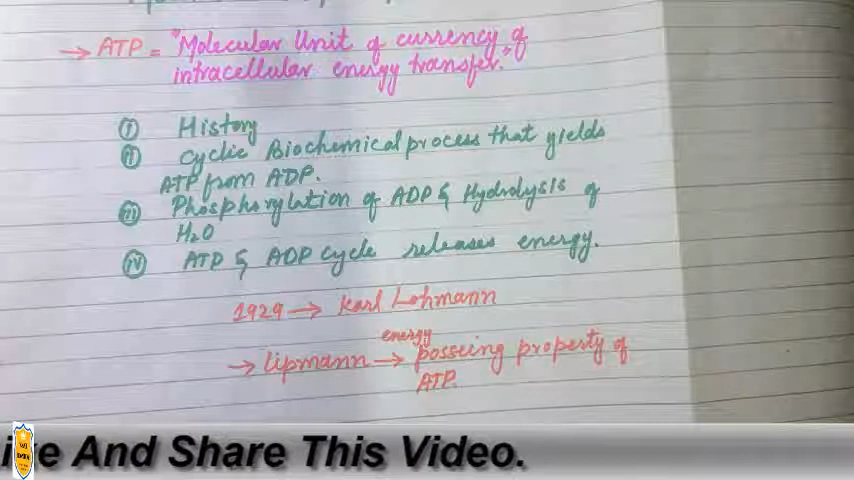 → ATP = "Molecular Unit of currency of
intracellular energy transfer."
(i) History
(ii) Cyclic Biochemical process that yields
ATP from ADP.
(iii) Phosphorylation of ADP & Hydrolysis of
H2O
(iv) ATP & ADP cycle releases energy.
1929 → Karl Lohmann
energy
→ lipmann → posseing property of
ATP.
ike And Share This Video.